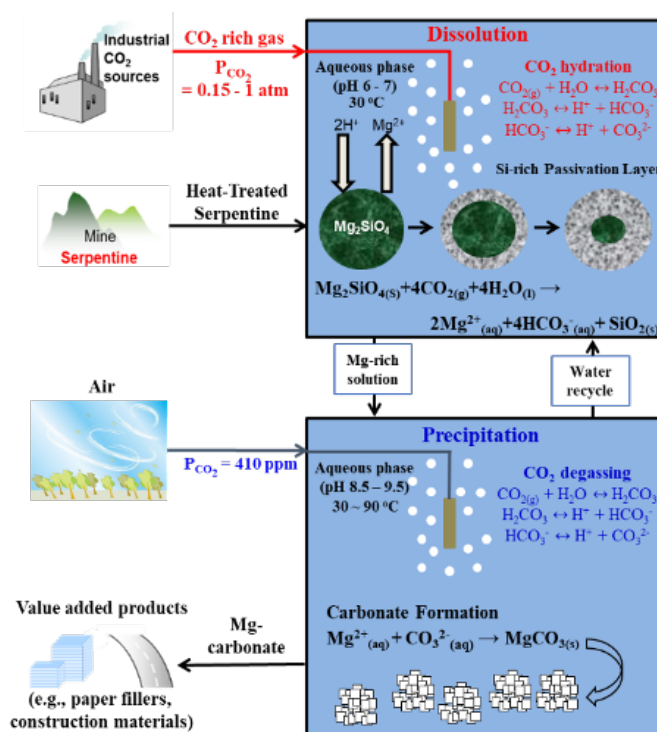 Industrial
CO₂
sources
CO₂ rich gas
P_CO₂
= 0.15 - 1 atm
Dissolution
Aqueous phase
(pH 6 - 7)
30 °C
2H⁺ Mg²⁺
CO₂ hydration
CO₂(g) + H₂O ↔ H₂CO₃
H₂CO₃ ↔ H⁺ + HCO₃⁻
HCO₃⁻ ↔ H⁺ + CO₃²⁻
Si-rich Passivation Layer
Heat-Treated
Serpentine
Mine
Serpentine
Mg₂SiO₄
Mg₂SiO₄(S)+4CO₂(g)+4H₂O(l) →
2Mg²⁺(aq)+4HCO₃⁻(aq)+SiO₂(s)
Mg-rich
solution
Water
recycle
Air
P_CO₂ = 410 ppm
Precipitation
Aqueous phase
(pH 8.5 – 9.5)
30 ~ 90 °C
CO₂ degassing
CO₂(g) + H₂O ↔ H₂CO₃
H₂CO₃ ↔ H⁺ + HCO₃⁻
HCO₃⁻ ↔ H⁺ + CO₃²⁻
Carbonate Formation
Mg²⁺(aq) + CO₃²⁻(aq) → MgCO₃(s)
Mg-
carbonate
Value added products
(e.g., paper fillers,
construction materials)